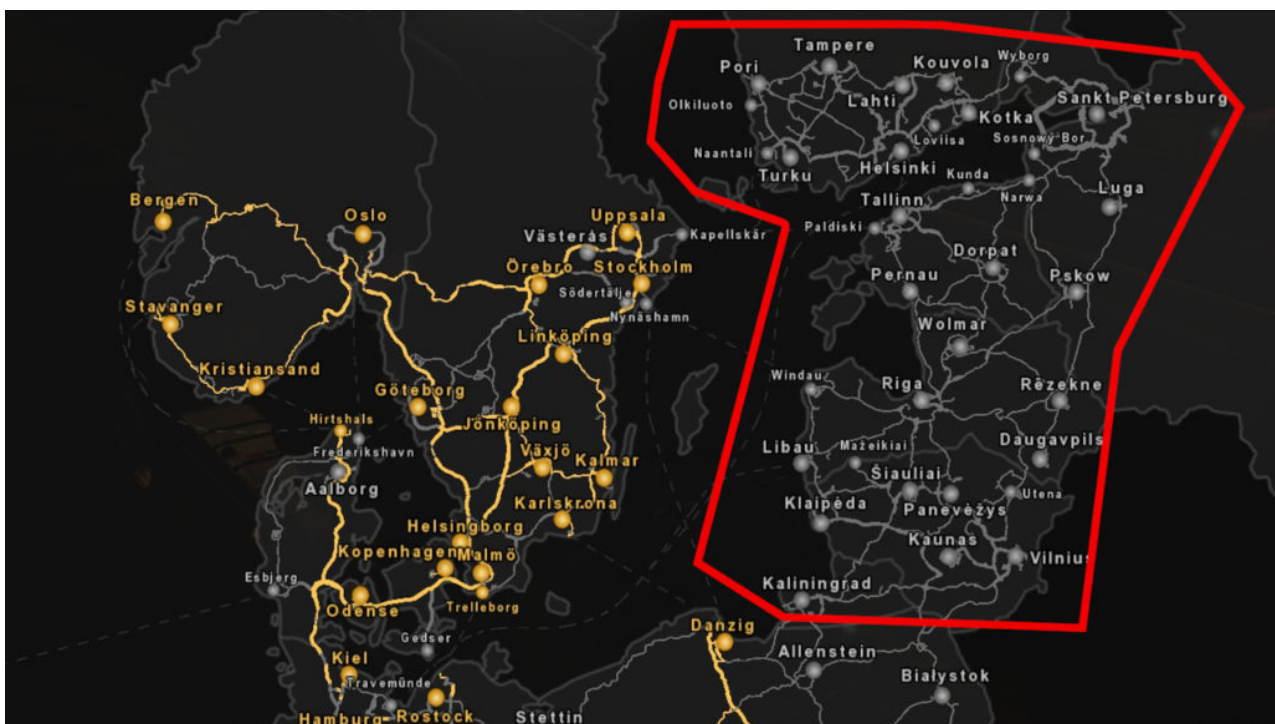 Tampere
Kouvola
Wyborg
Pori
Lahti
Sankt Petersburg
Olkiluoto
Kotka
Loviisa
Sosnowy Bor
Naantali
Helsinki
Turku
Kunda
Narwa
Luga
Bergen
Tallinn
Oslo
Uppsala
Paldiski
Västerås
Kapellskär
Dorpat
Örebro
Stockholm
Pernau
Pskow
Södertälje
Nynäshamn
Stavanger
Wolmar
Linköping
Kristiansand
Windau
Riga
Rēzekne
Göteborg
Hirtshals
Jönköping
Frederikshavn
Libau
Mažeikiai
Daugavpils
Växjö
Kalmar
Aalborg
Šiauliai
Utena
Klaipėda
Panevėžys
Karlskrona
Helsingborg
Kaunas
Kopenhagen
Malmö
Vilnius
Esbjerg
Kaliningrad
Odense
Trelleborg
Danzig
Gedser
Allenstein
Kiel
Białystok
Travemünde
Hamburg
Rostock
Stettin